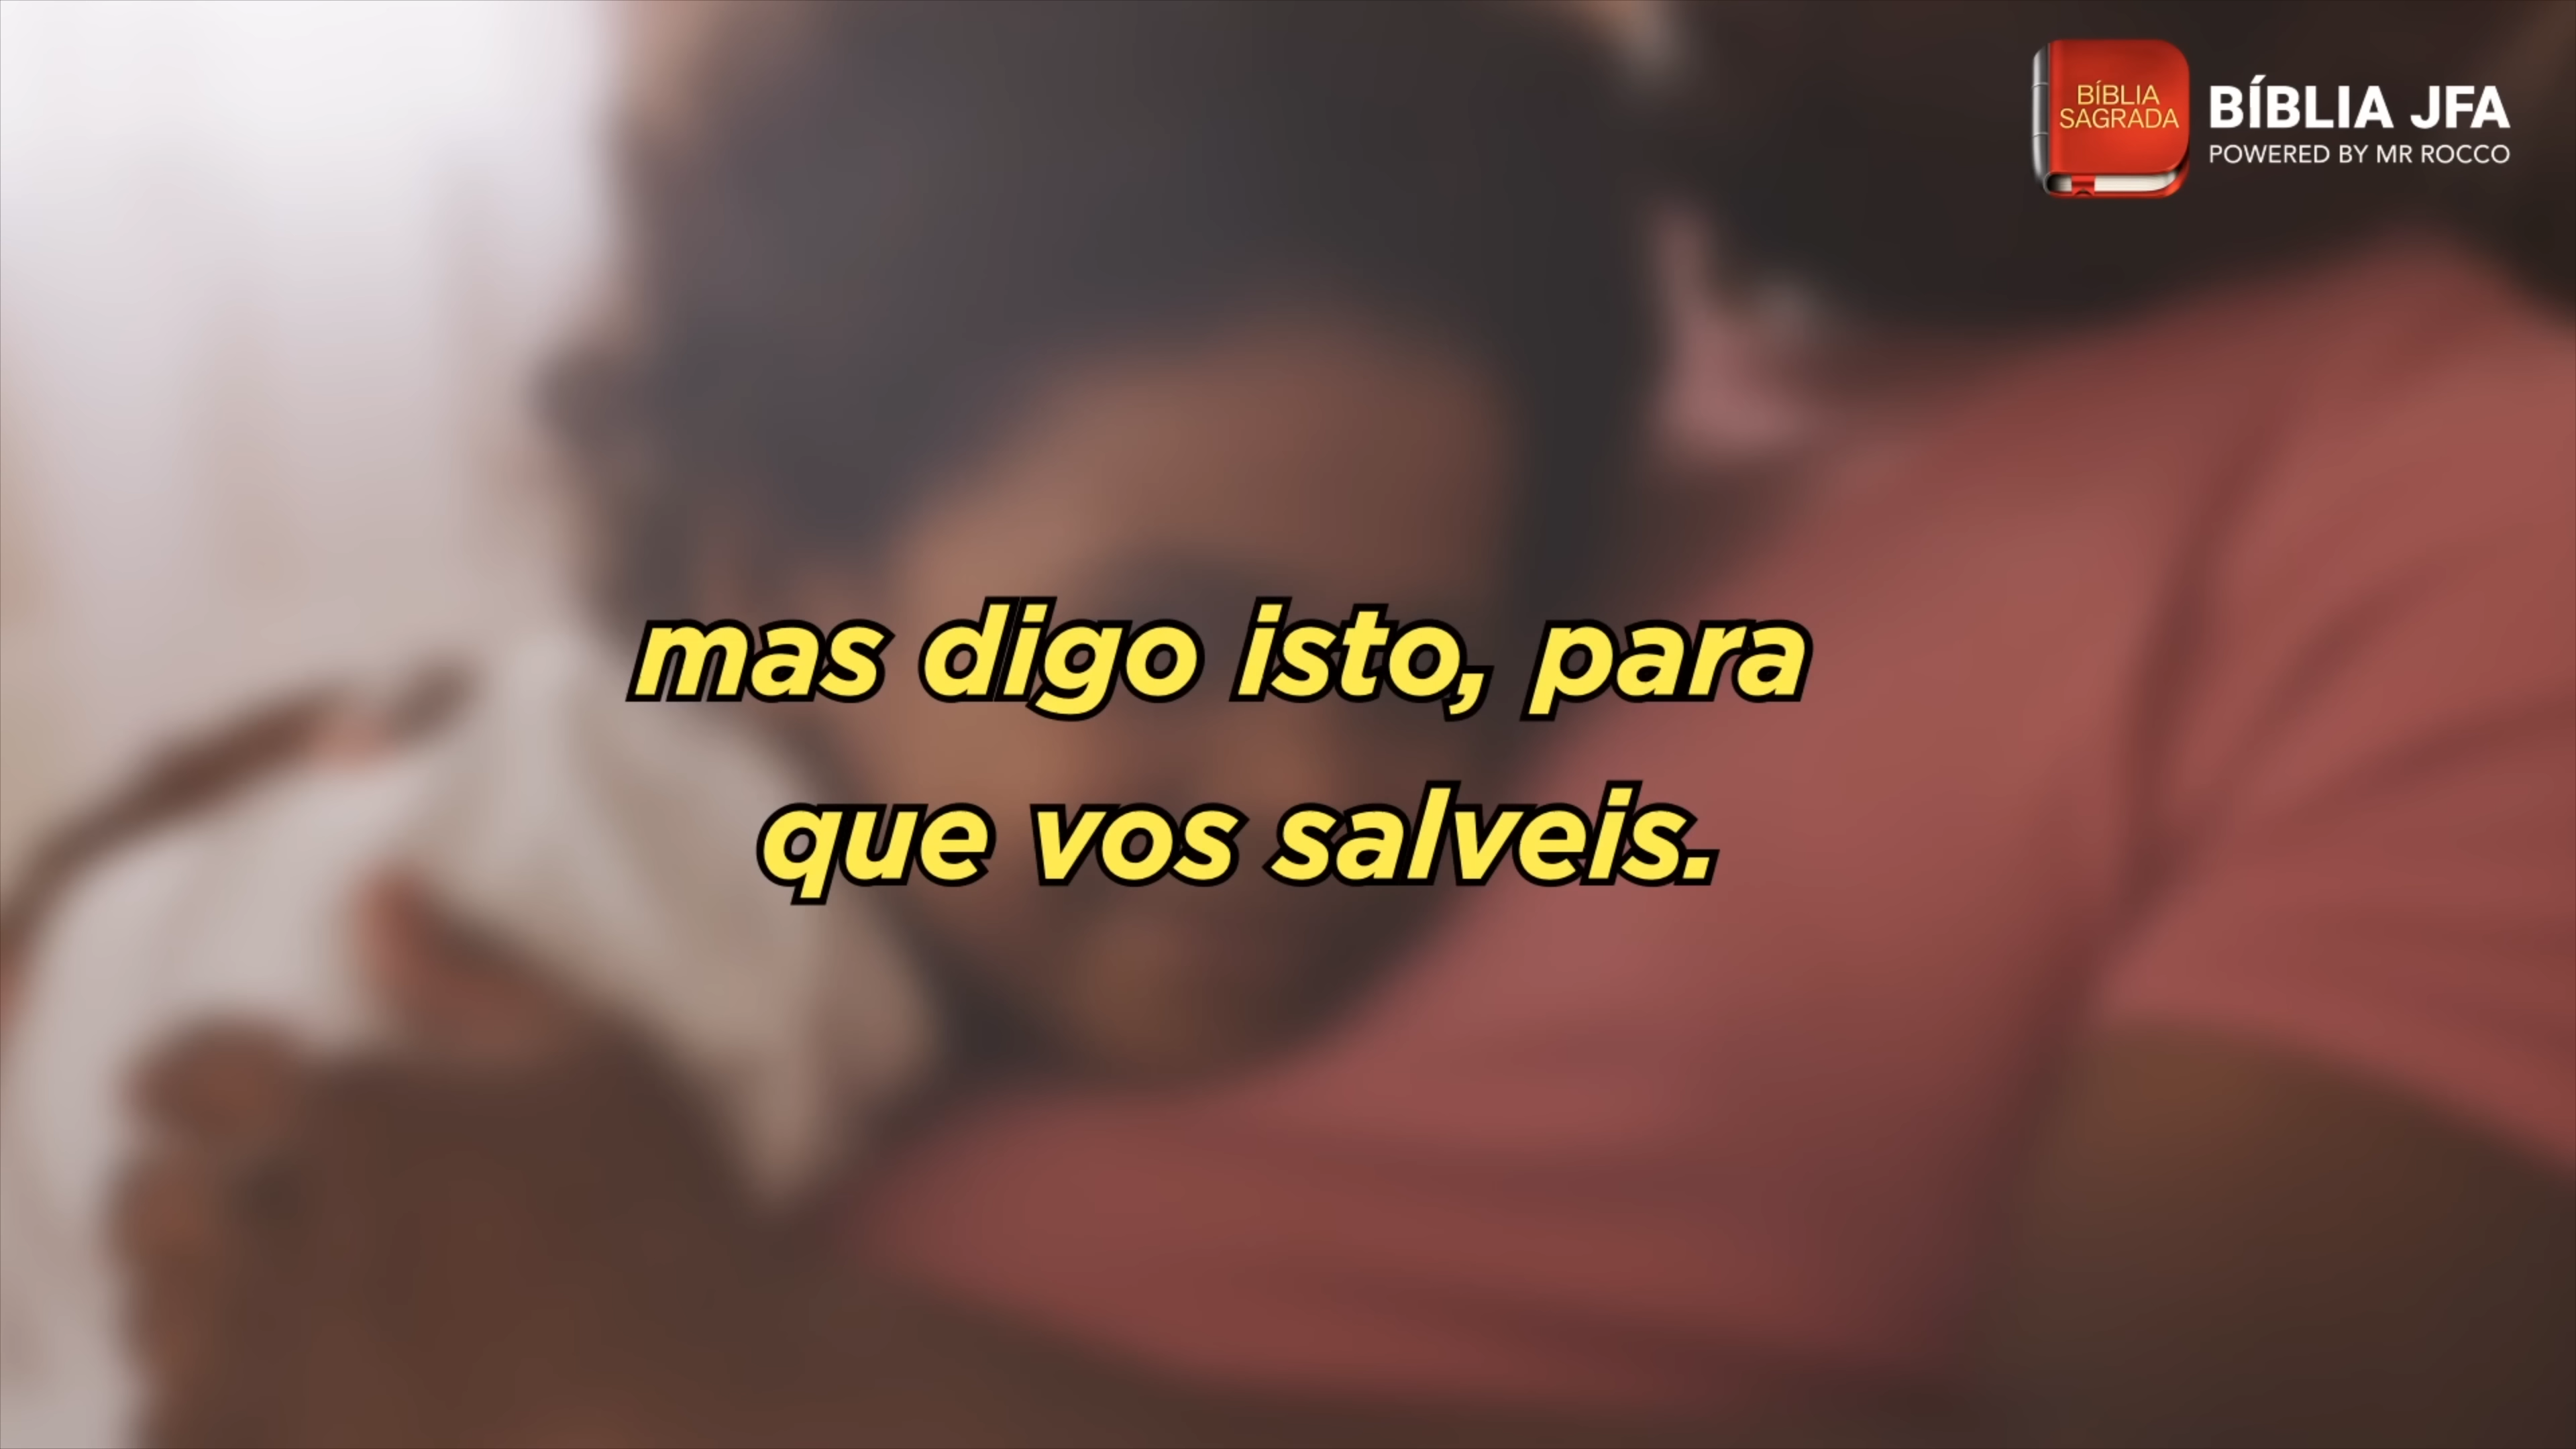 BÍBLIA
SAGRADA
BÍBLIA JFA
POWERED BY MR ROCCO
mas digo isto, para
que vos salveis.